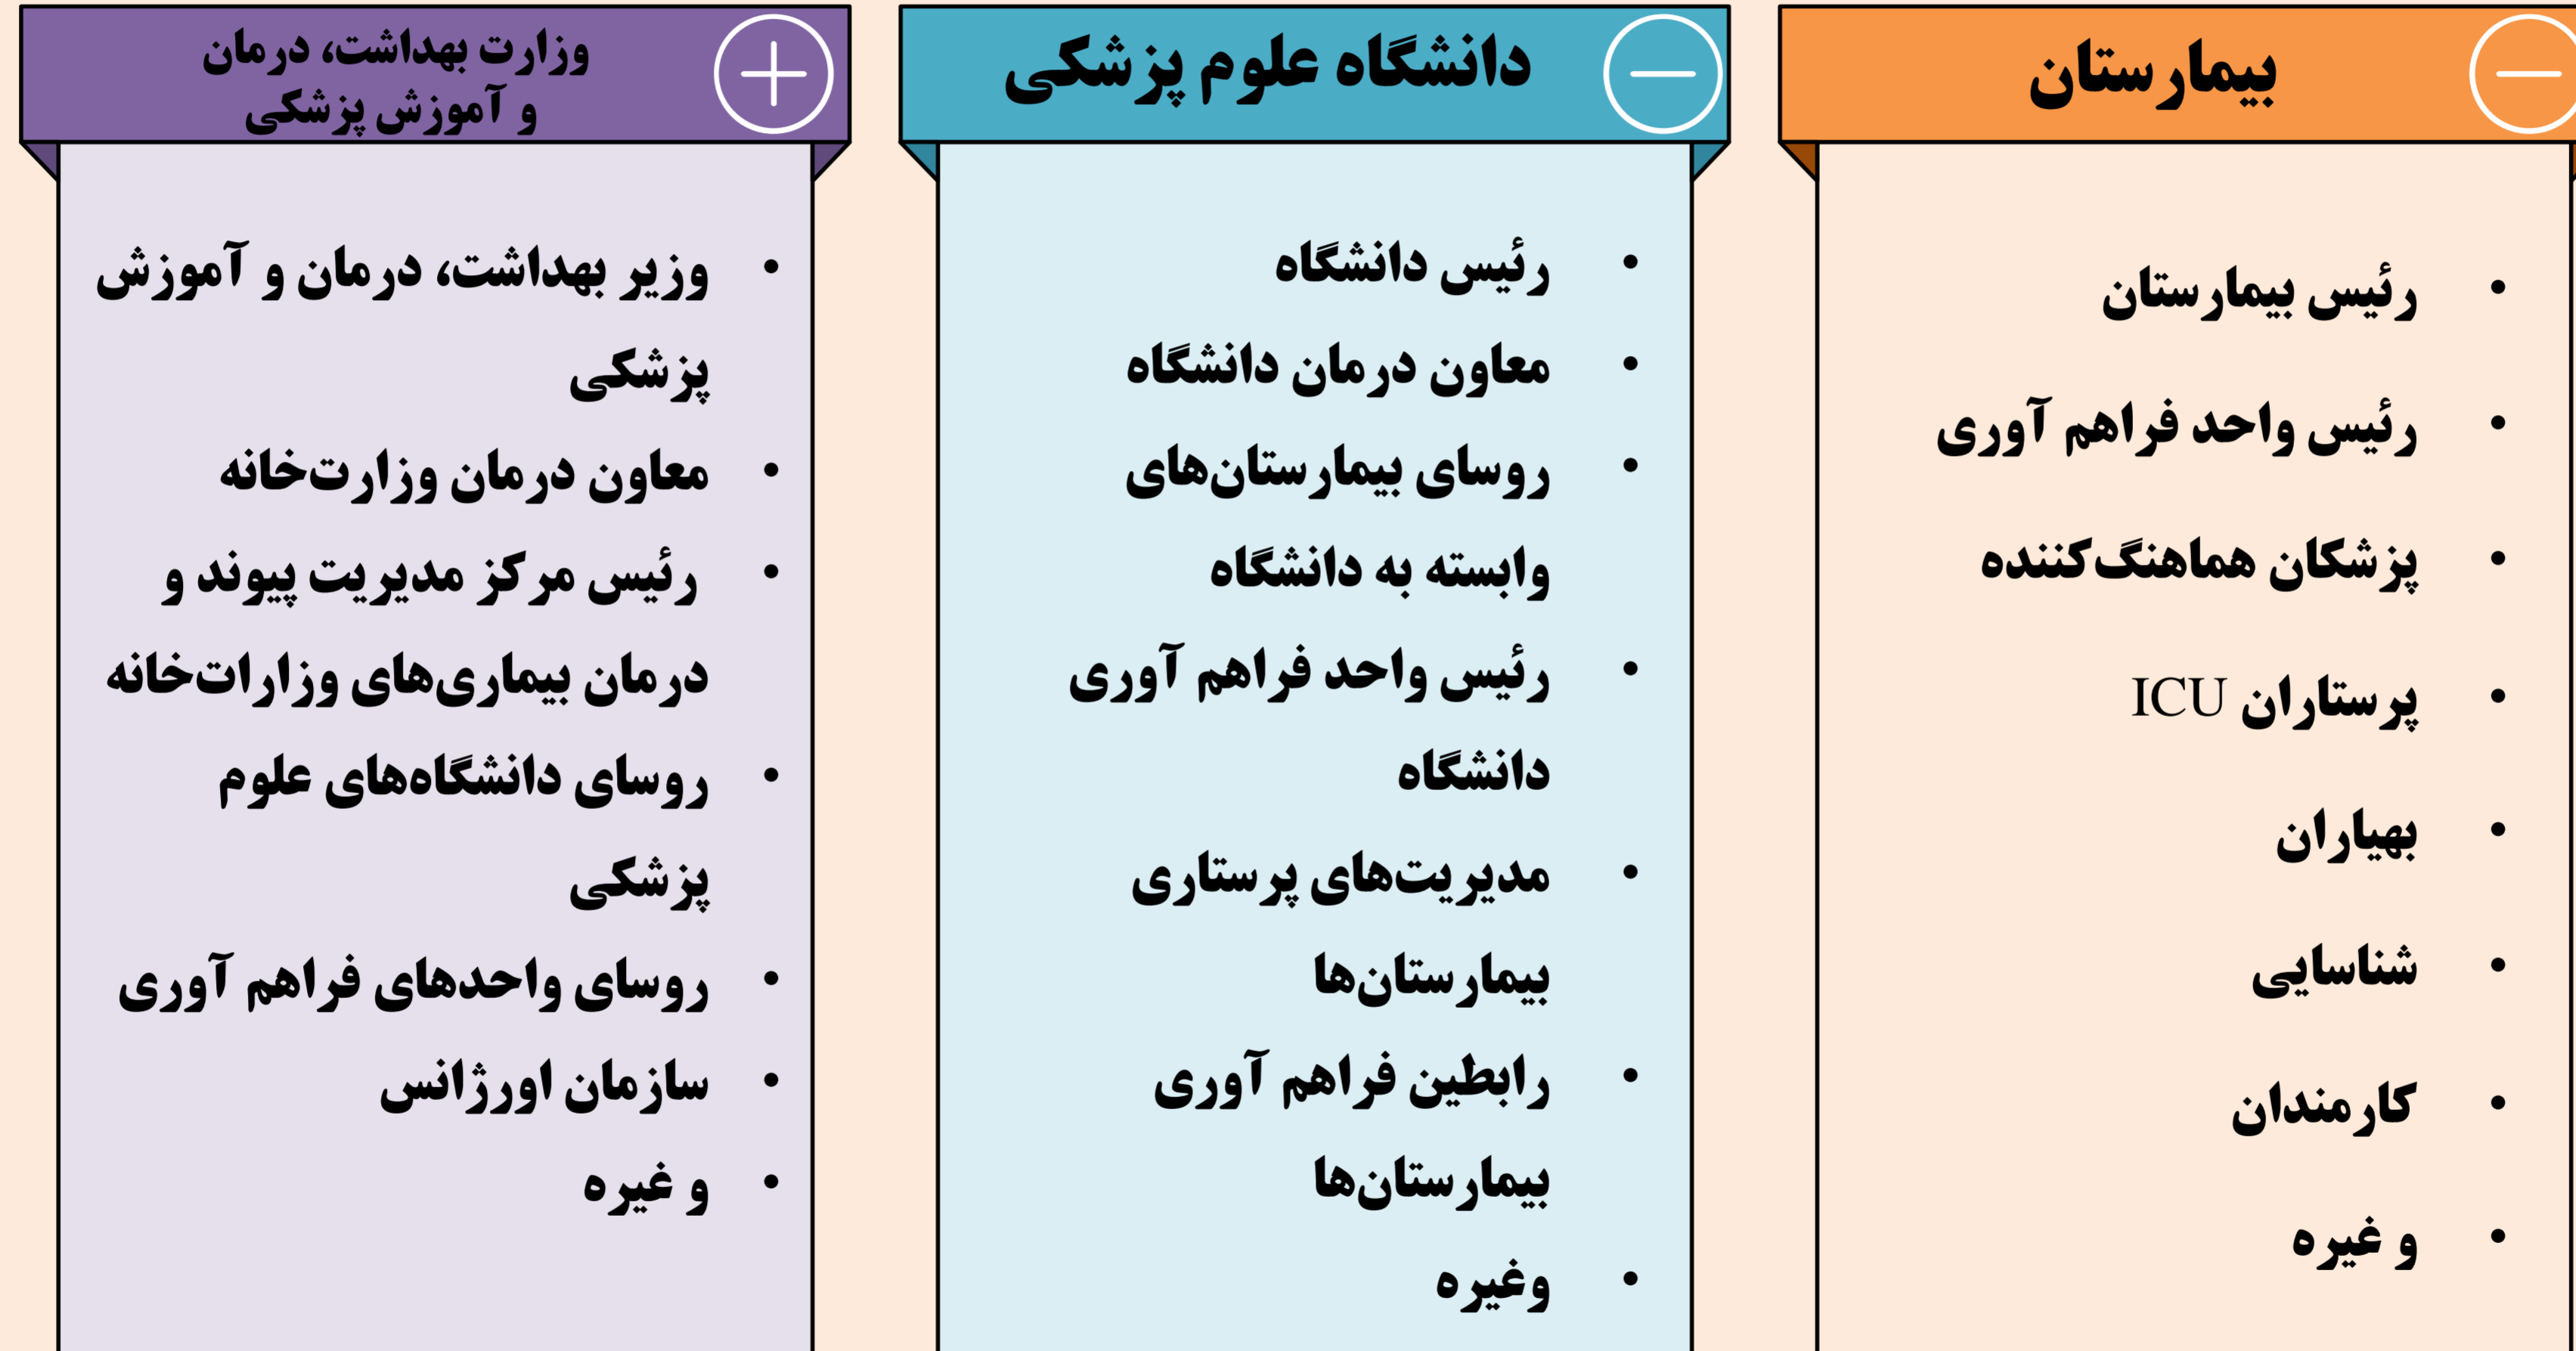 بیمارستان
رئیس بیمارستان
رئیس واحد فراهم آوری
پزشکان هماهنگ‌کننده
پرستاران ICU
بهیاران
شناسایی
کارمندان
و غیره
دانشگاه علوم پزشکی
رئیس دانشگاه
معاون درمان دانشگاه
روسای بیمارستان‌های
وابسته به دانشگاه
رئیس واحد فراهم آوری
دانشگاه
مدیریت‌های پرستاری
بیمارستان‌ها
رابطین فراهم آوری
بیمارستان‌ها
وغیره
وزارت بهداشت، درمان
و آموزش پزشکی
وزیر بهداشت، درمان و آموزش
پزشکی
معاون درمان وزارت‌خانه
رئیس مرکز مدیریت پیوند و
درمان بیماری‌های وزارات‌خانه
روسای دانشگاه‌های علوم
پزشکی
روسای واحدهای فراهم آوری
سازمان اورژانس
و غیره